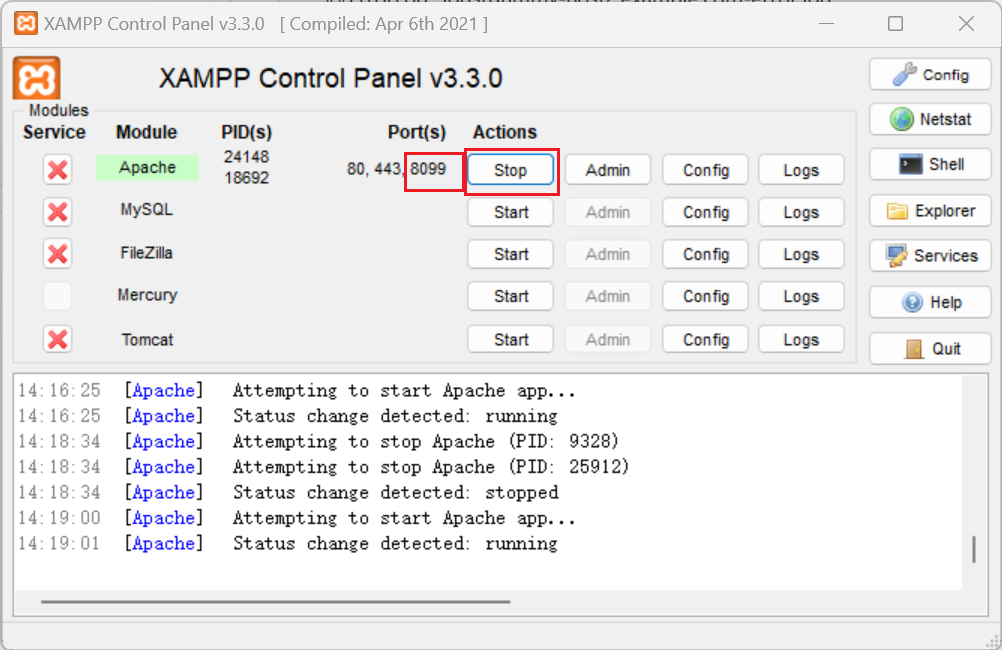 XAMPP Control Panel v3.3.0 [ Compiled: Apr 6th 2021 ]
XAMPP Control Panel v3.3.0
Config
Modules
Service Module PID(s) Port(s) Actions
Netstat
Apache 24148 18692 80, 443, 8099 Stop Admin Config Logs
Shell
MySQL Start Admin Config Logs
Explorer
FileZilla Start Admin Config Logs
Services
Mercury Start Admin Config Logs
Help
Tomcat Start Admin Config Logs
Quit
14:16:25 [Apache] Attempting to start Apache app...
14:16:25 [Apache] Status change detected: running
14:18:34 [Apache] Attempting to stop Apache (PID: 9328)
14:18:34 [Apache] Attempting to stop Apache (PID: 25912)
14:18:34 [Apache] Status change detected: stopped
14:19:00 [Apache] Attempting to start Apache app...
14:19:01 [Apache] Status change detected: running